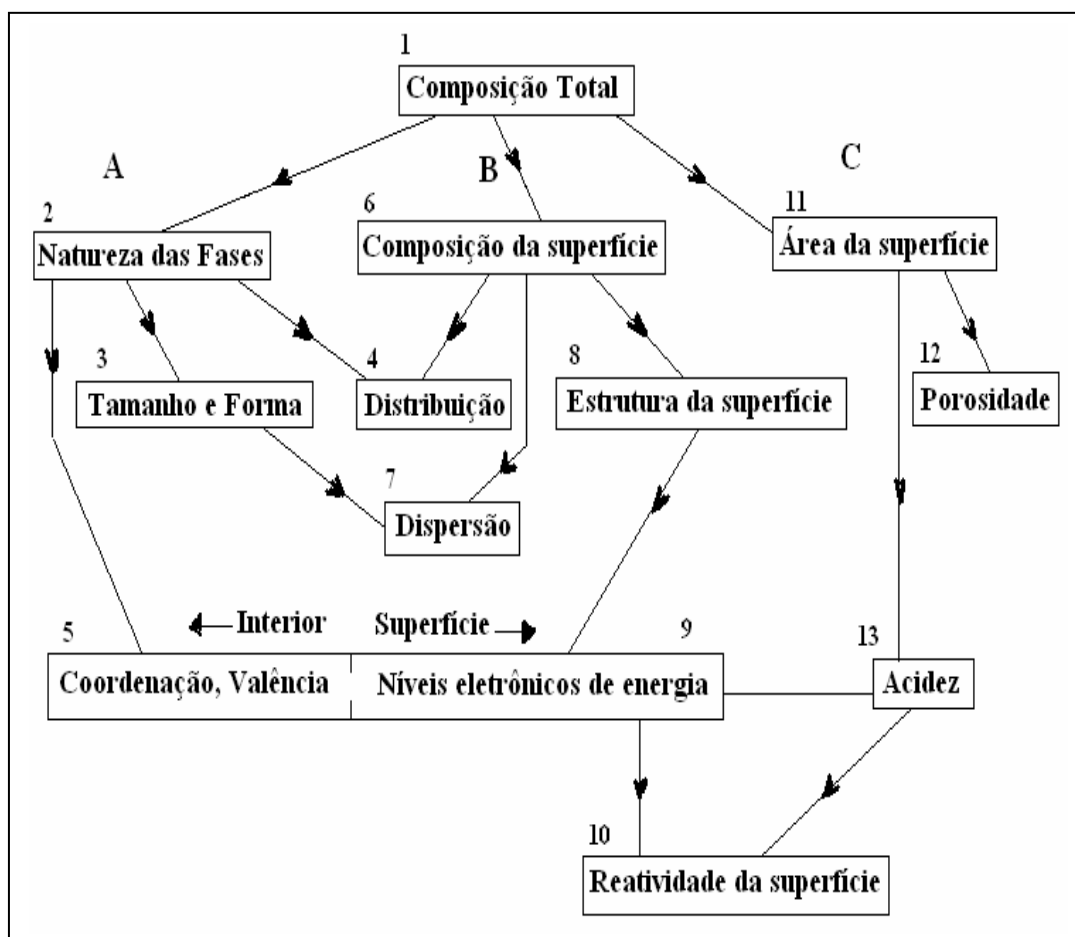 1
Composição Total
A
B
C
2
Natureza das Fases
6
Composição da superfície
11
Área da superfície
3
Tamanho e Forma
4
Distribuição
8
Estrutura da superfície
12
Porosidade
7
Dispersão
Interior Superfície
5
Coordenação, Valência
9
Níveis eletrônicos de energia
13
Acidez
10
Reatividade da superfície